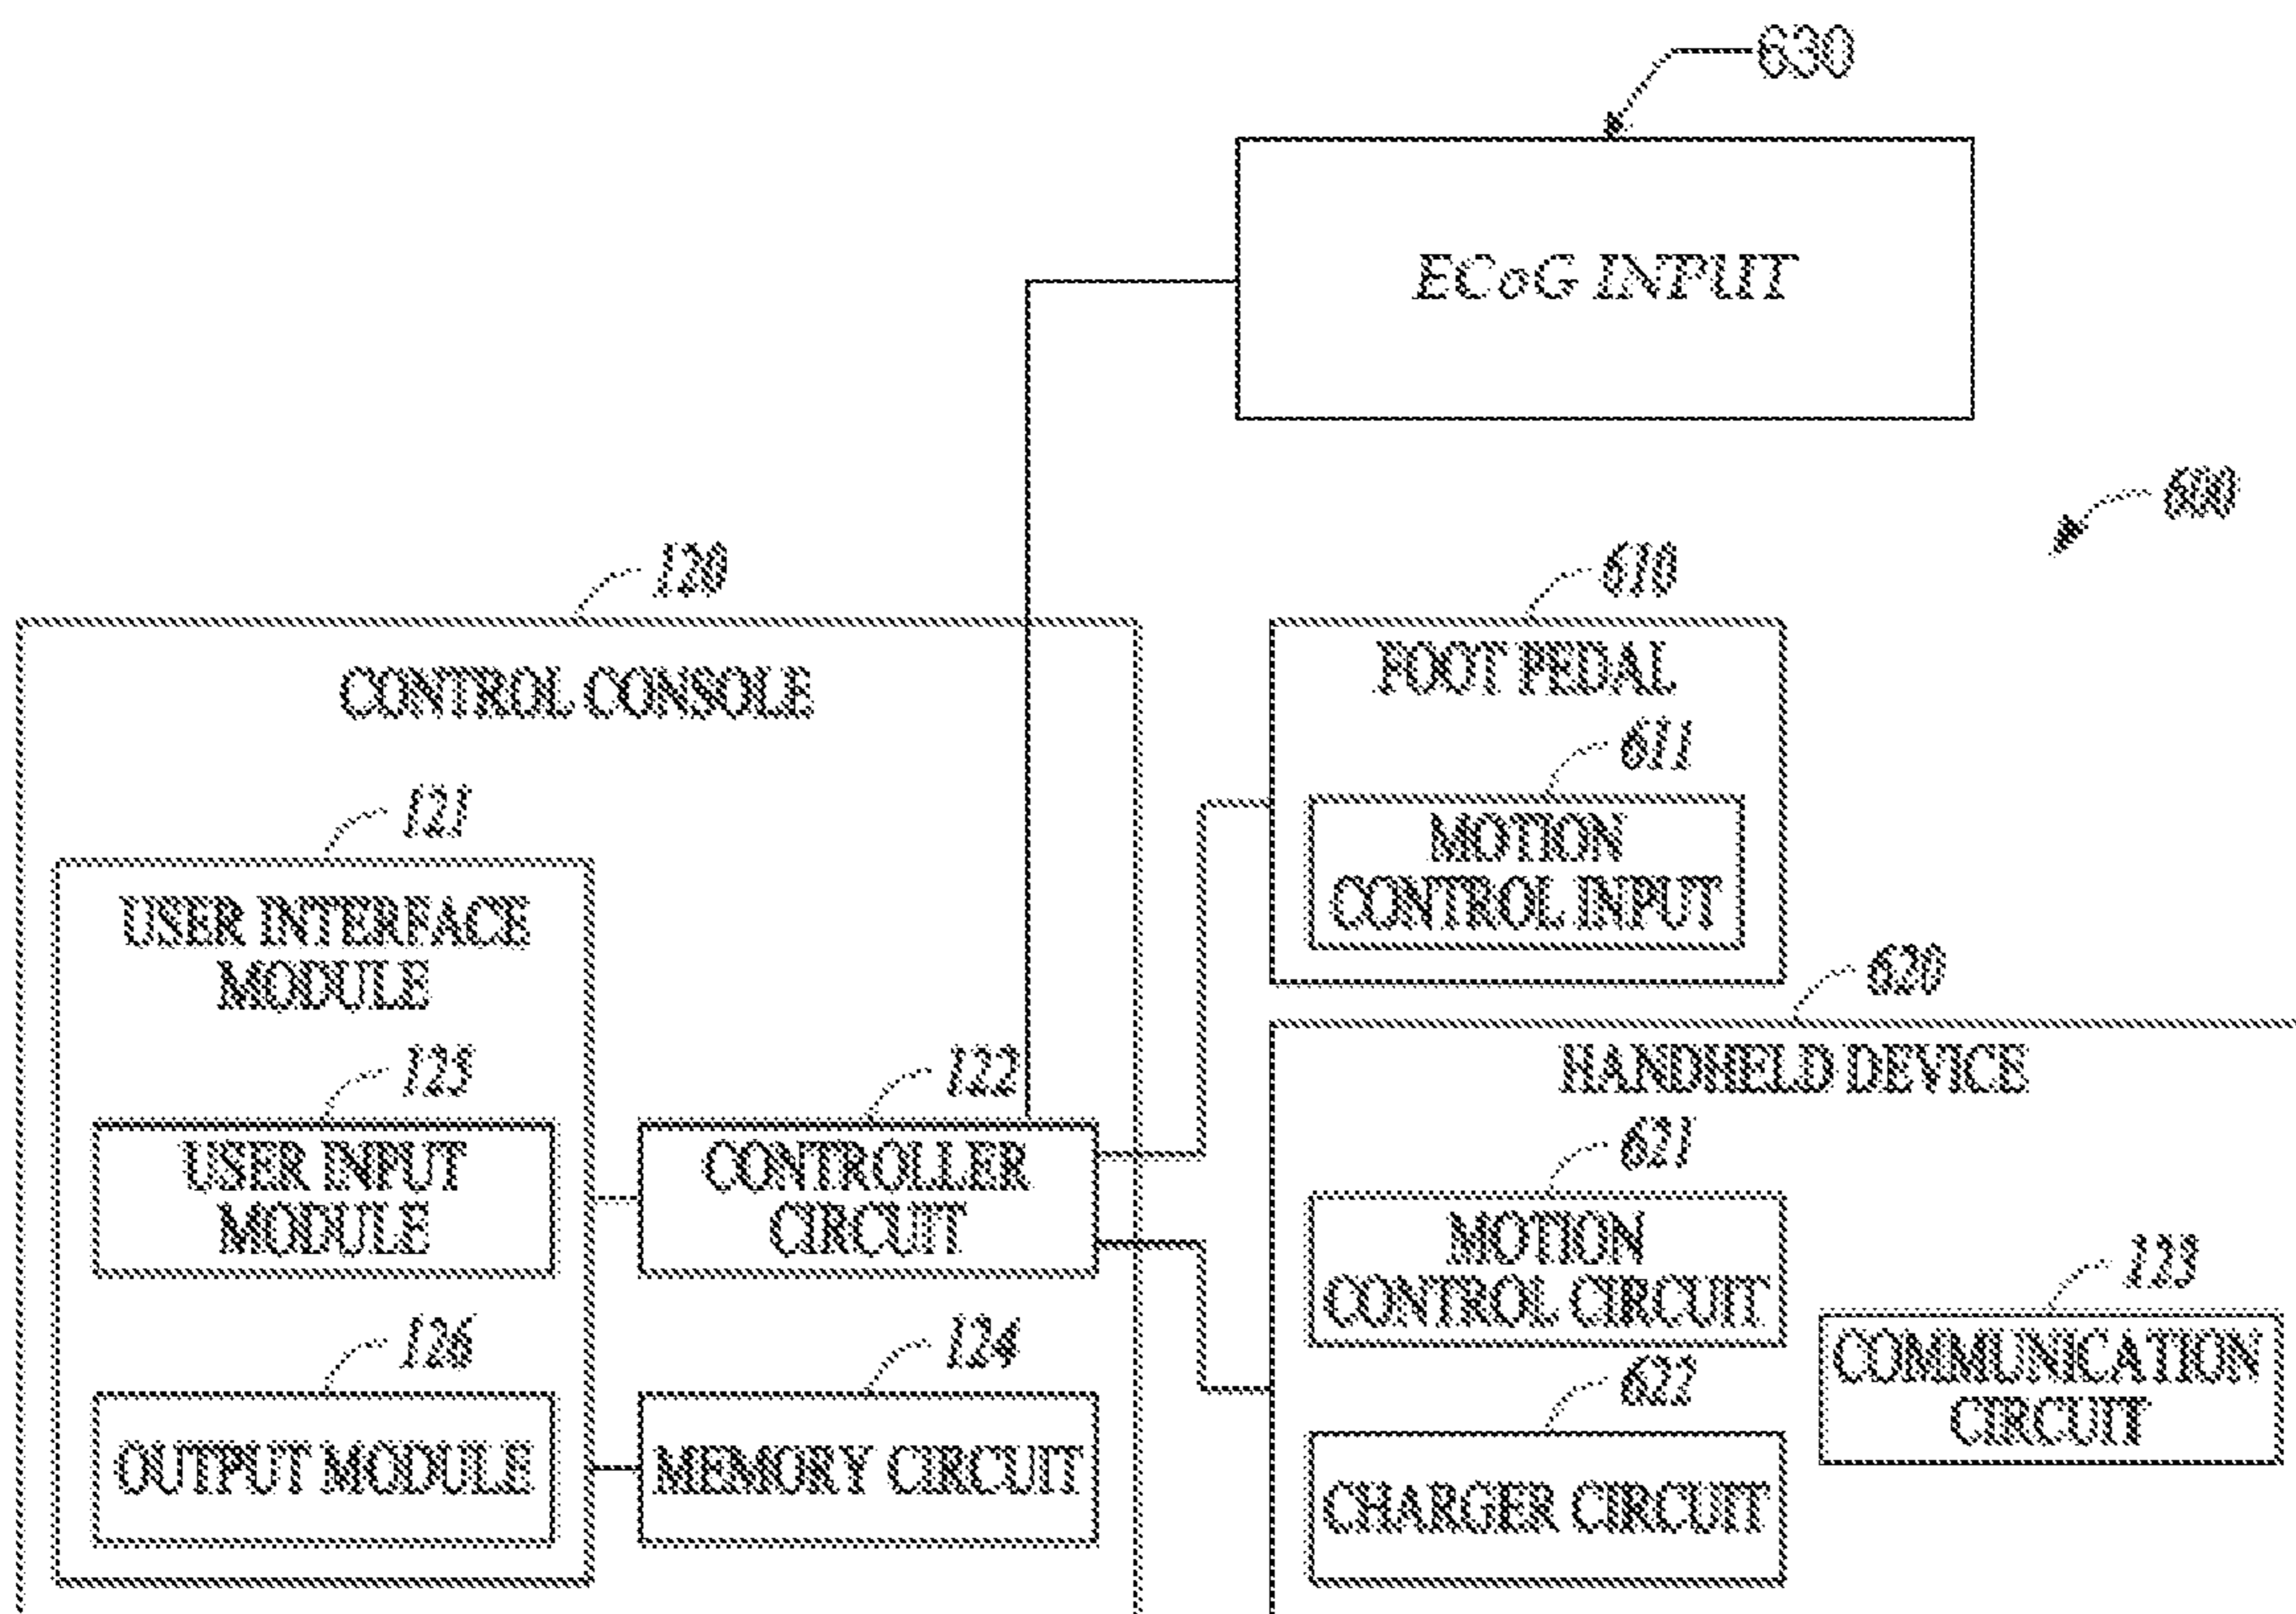 630
ECoG INPUT
600
120
CONTROL CONSOLE
610
FOOT PEDAL
611
MOTION
CONTROL INPUT
121
USER INTERFACE
MODULE
125
USER INPUT
MODULE
126
OUTPUT MODULE
122
CONTROLLER
CIRCUIT
124
MEMORY CIRCUIT
620
HANDHELD DEVICE
621
MOTION
CONTROL CIRCUIT
622
CHARGER CIRCUIT
123
COMMUNICATION
CIRCUIT